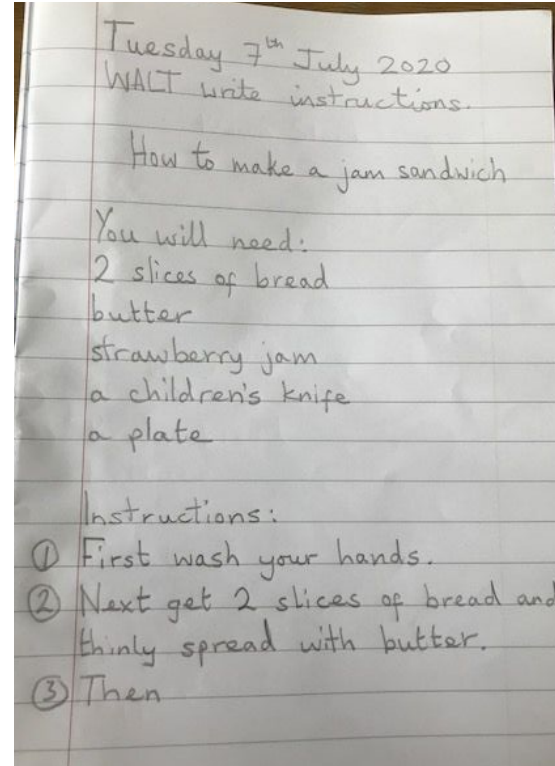 Tuesday 7th July 2020
WALT write instructions.
How to make a jam sandwich
You will need:
2 slices of bread
butter
strawberry jam
a children's knife
a plate
Instructions:
① First wash your hands.
② Next get 2 slices of bread and
thinly spread with butter.
③ Then